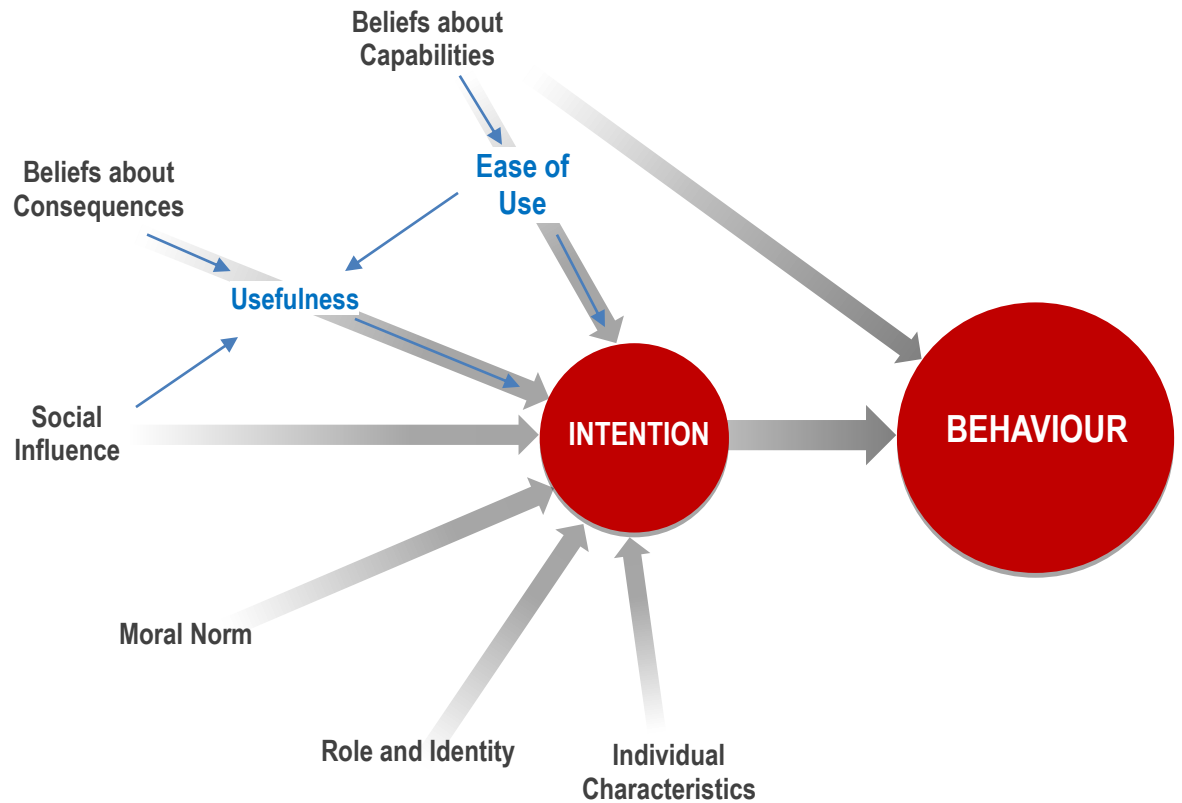 Beliefs about
Capabilities
Ease of
Use
Beliefs about
Consequences
Usefulness
Social
Influence
INTENTION
BEHAVIOUR
Moral Norm
Role and Identity
Individual
Characteristics